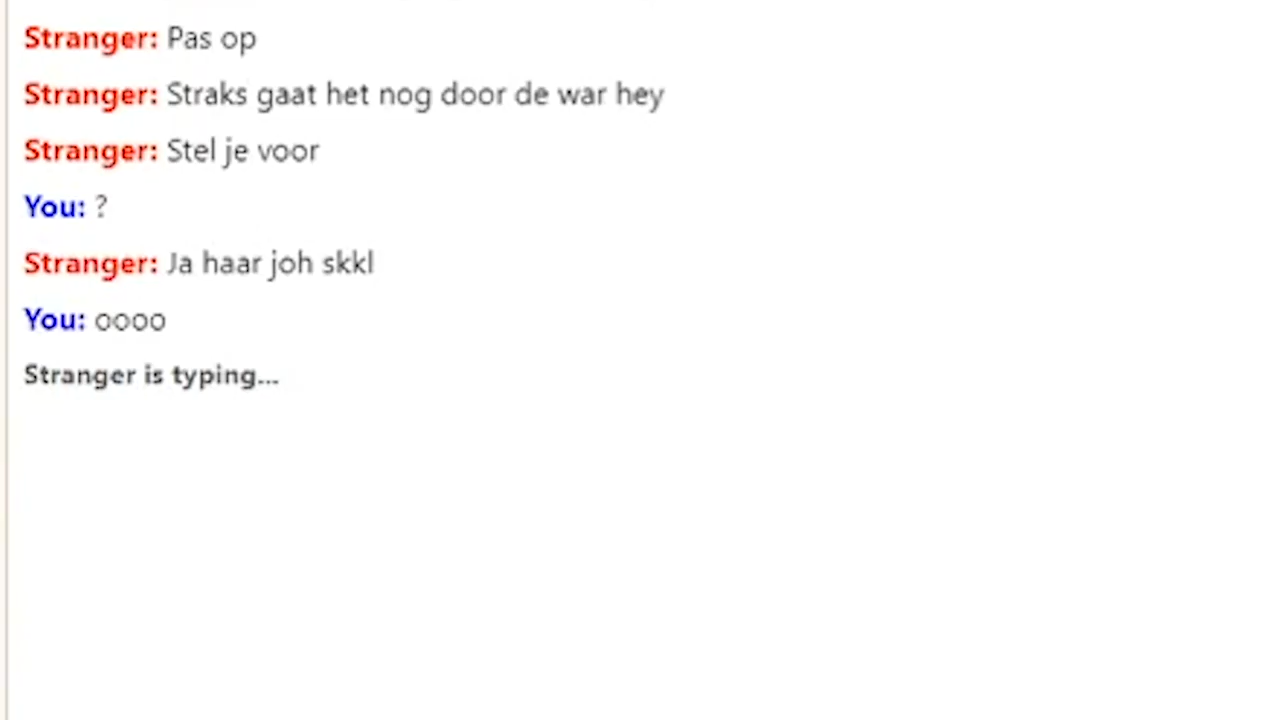 Stranger: Pas op
Stranger: Straks gaat het nog door de war hey
Stranger: Stel je voor
You: ?
Stranger: Ja haar joh skkl
You: oooo
Stranger is typing...